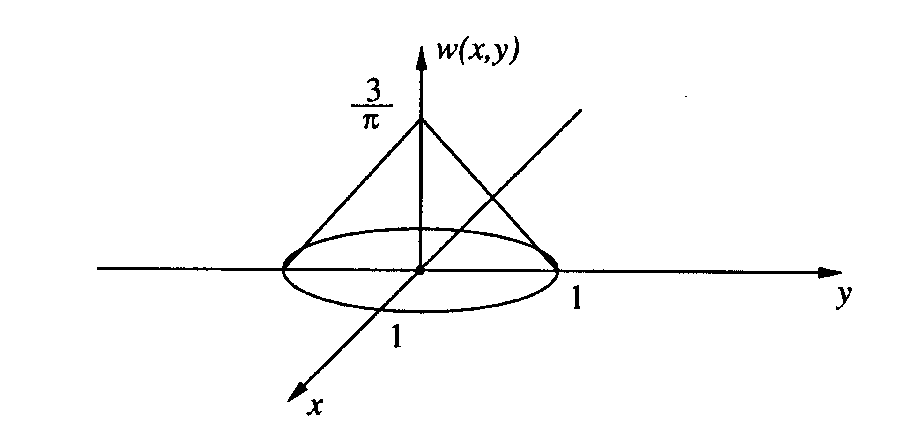 w(x,y)
3
π
1
y
1
x